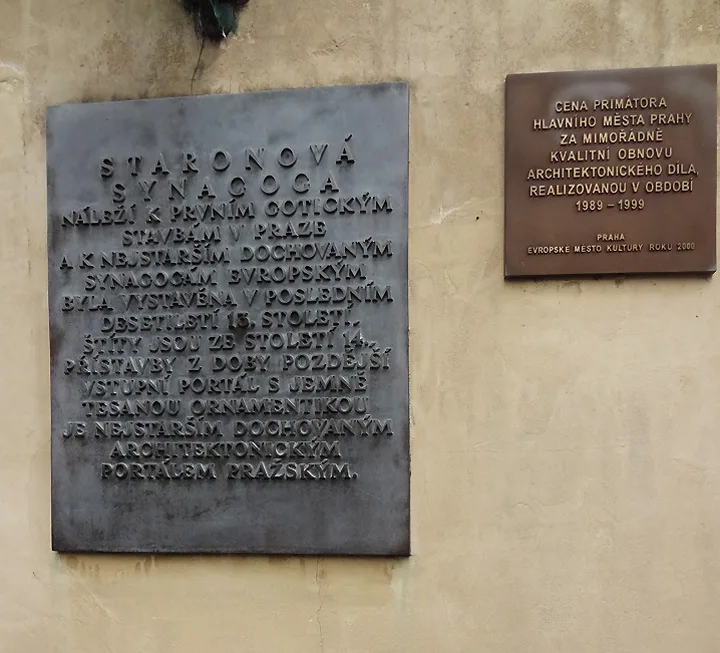 STARONOVÁ
SYNAGOGA
NÁLEŽÍ K PRVNÍM GOTICKÝM
STAVBÁM V PRAZE
A K NEJSTARŠÍM DOCHOVANÝM
SYNAGOGÁM EVROPSKÝM
BYLA VYSTAVĚNA V POSLEDNÍM
DESETILETÍ 13. STOLETÍ.
ŠTÍTY JSOU ZE STOLETÍ 14.,
PŘÍSTAVBY Z DOBY POZDĚJŠÍ
VSTUPNÍ PORTÁL S JEMNĚ
TESANOU ORNAMENTIKOU
JE NEJSTARŠÍM DOCHOVANÝM
ARCHITEKTONICKÝM
PORTÁLEM PRAŽSKÝM.
CENA PRIMÁTORA
HLAVNÍHO MĚSTA PRAHY
ZA MIMOŘÁDNĚ
KVALITNÍ OBNOVU
ARCHITEKTONICKÉHO DÍLA,
REALIZOVANOU V OBDOBÍ
1989 – 1999
PRAHA
EVROPSKÉ MĚSTO KULTURY ROKU 2000